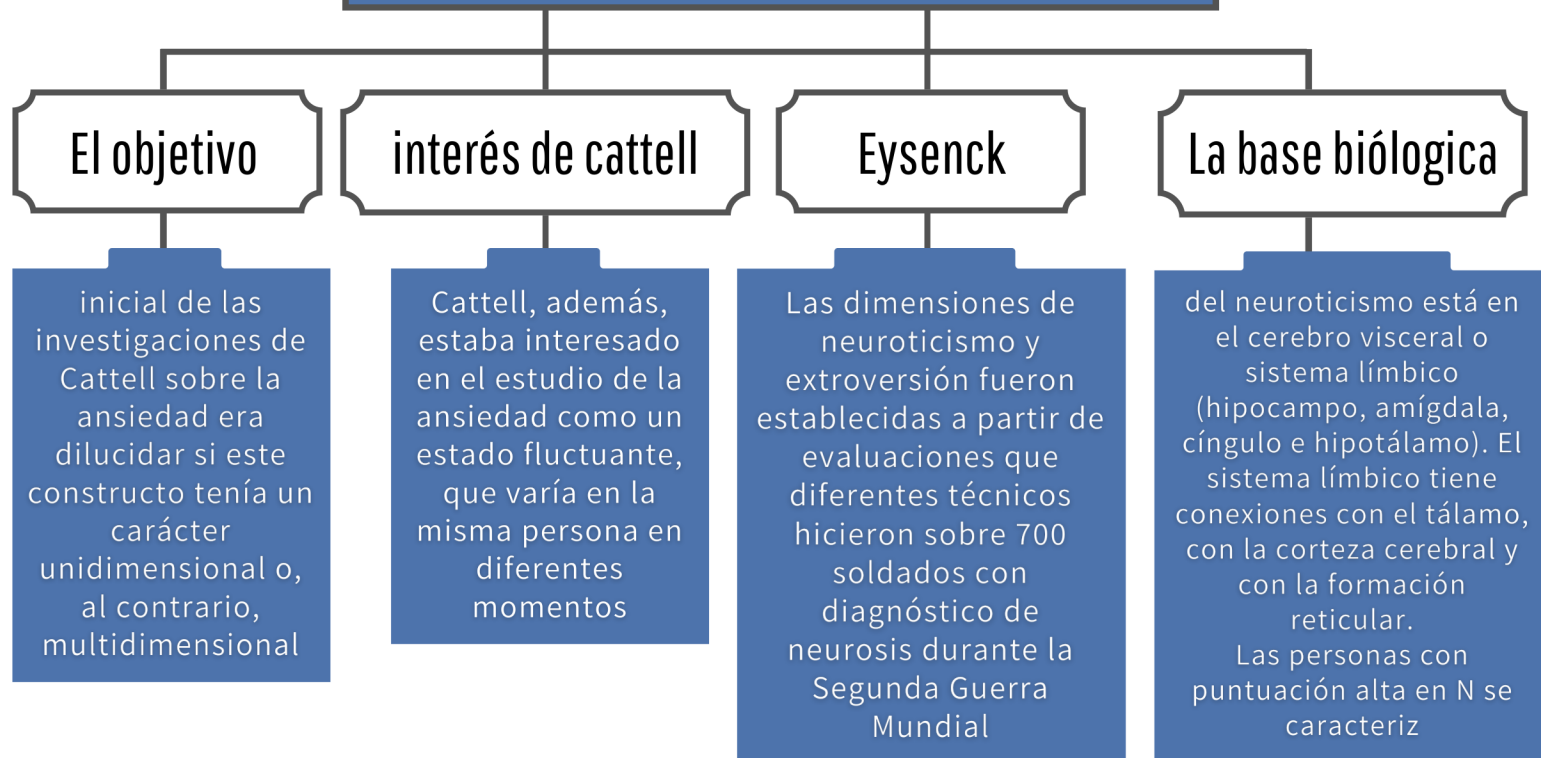 El objetivo
inicial de las
investigaciones de
Cattell sobre la
ansiedad era
dilucidar si este
constructo tenía un
carácter
unidimensional o,
al contrario,
multidimensional
interés de cattell
Cattell, además,
estaba interesado
en el estudio de la
ansiedad como un
estado fluctuante,
que varía en la
misma persona en
diferentes
momentos
Eysenck
Las dimensiones de
neuroticismo y
extroversión fueron
establecidas a partir de
evaluaciones que
diferentes técnicos
hicieron sobre 700
soldados con
diagnóstico de
neurosis durante la
Segunda Guerra
Mundial
La base biólogica
del neuroticismo está en
el cerebro visceral o
sistema límbico
(hipocampo, amígdala,
cíngulo e hipotálamo). El
sistema límbico tiene
conexiones con el tálamo,
con la corteza cerebral y
con la formación
reticular.
Las personas con
puntuación alta en N se
caracteriz